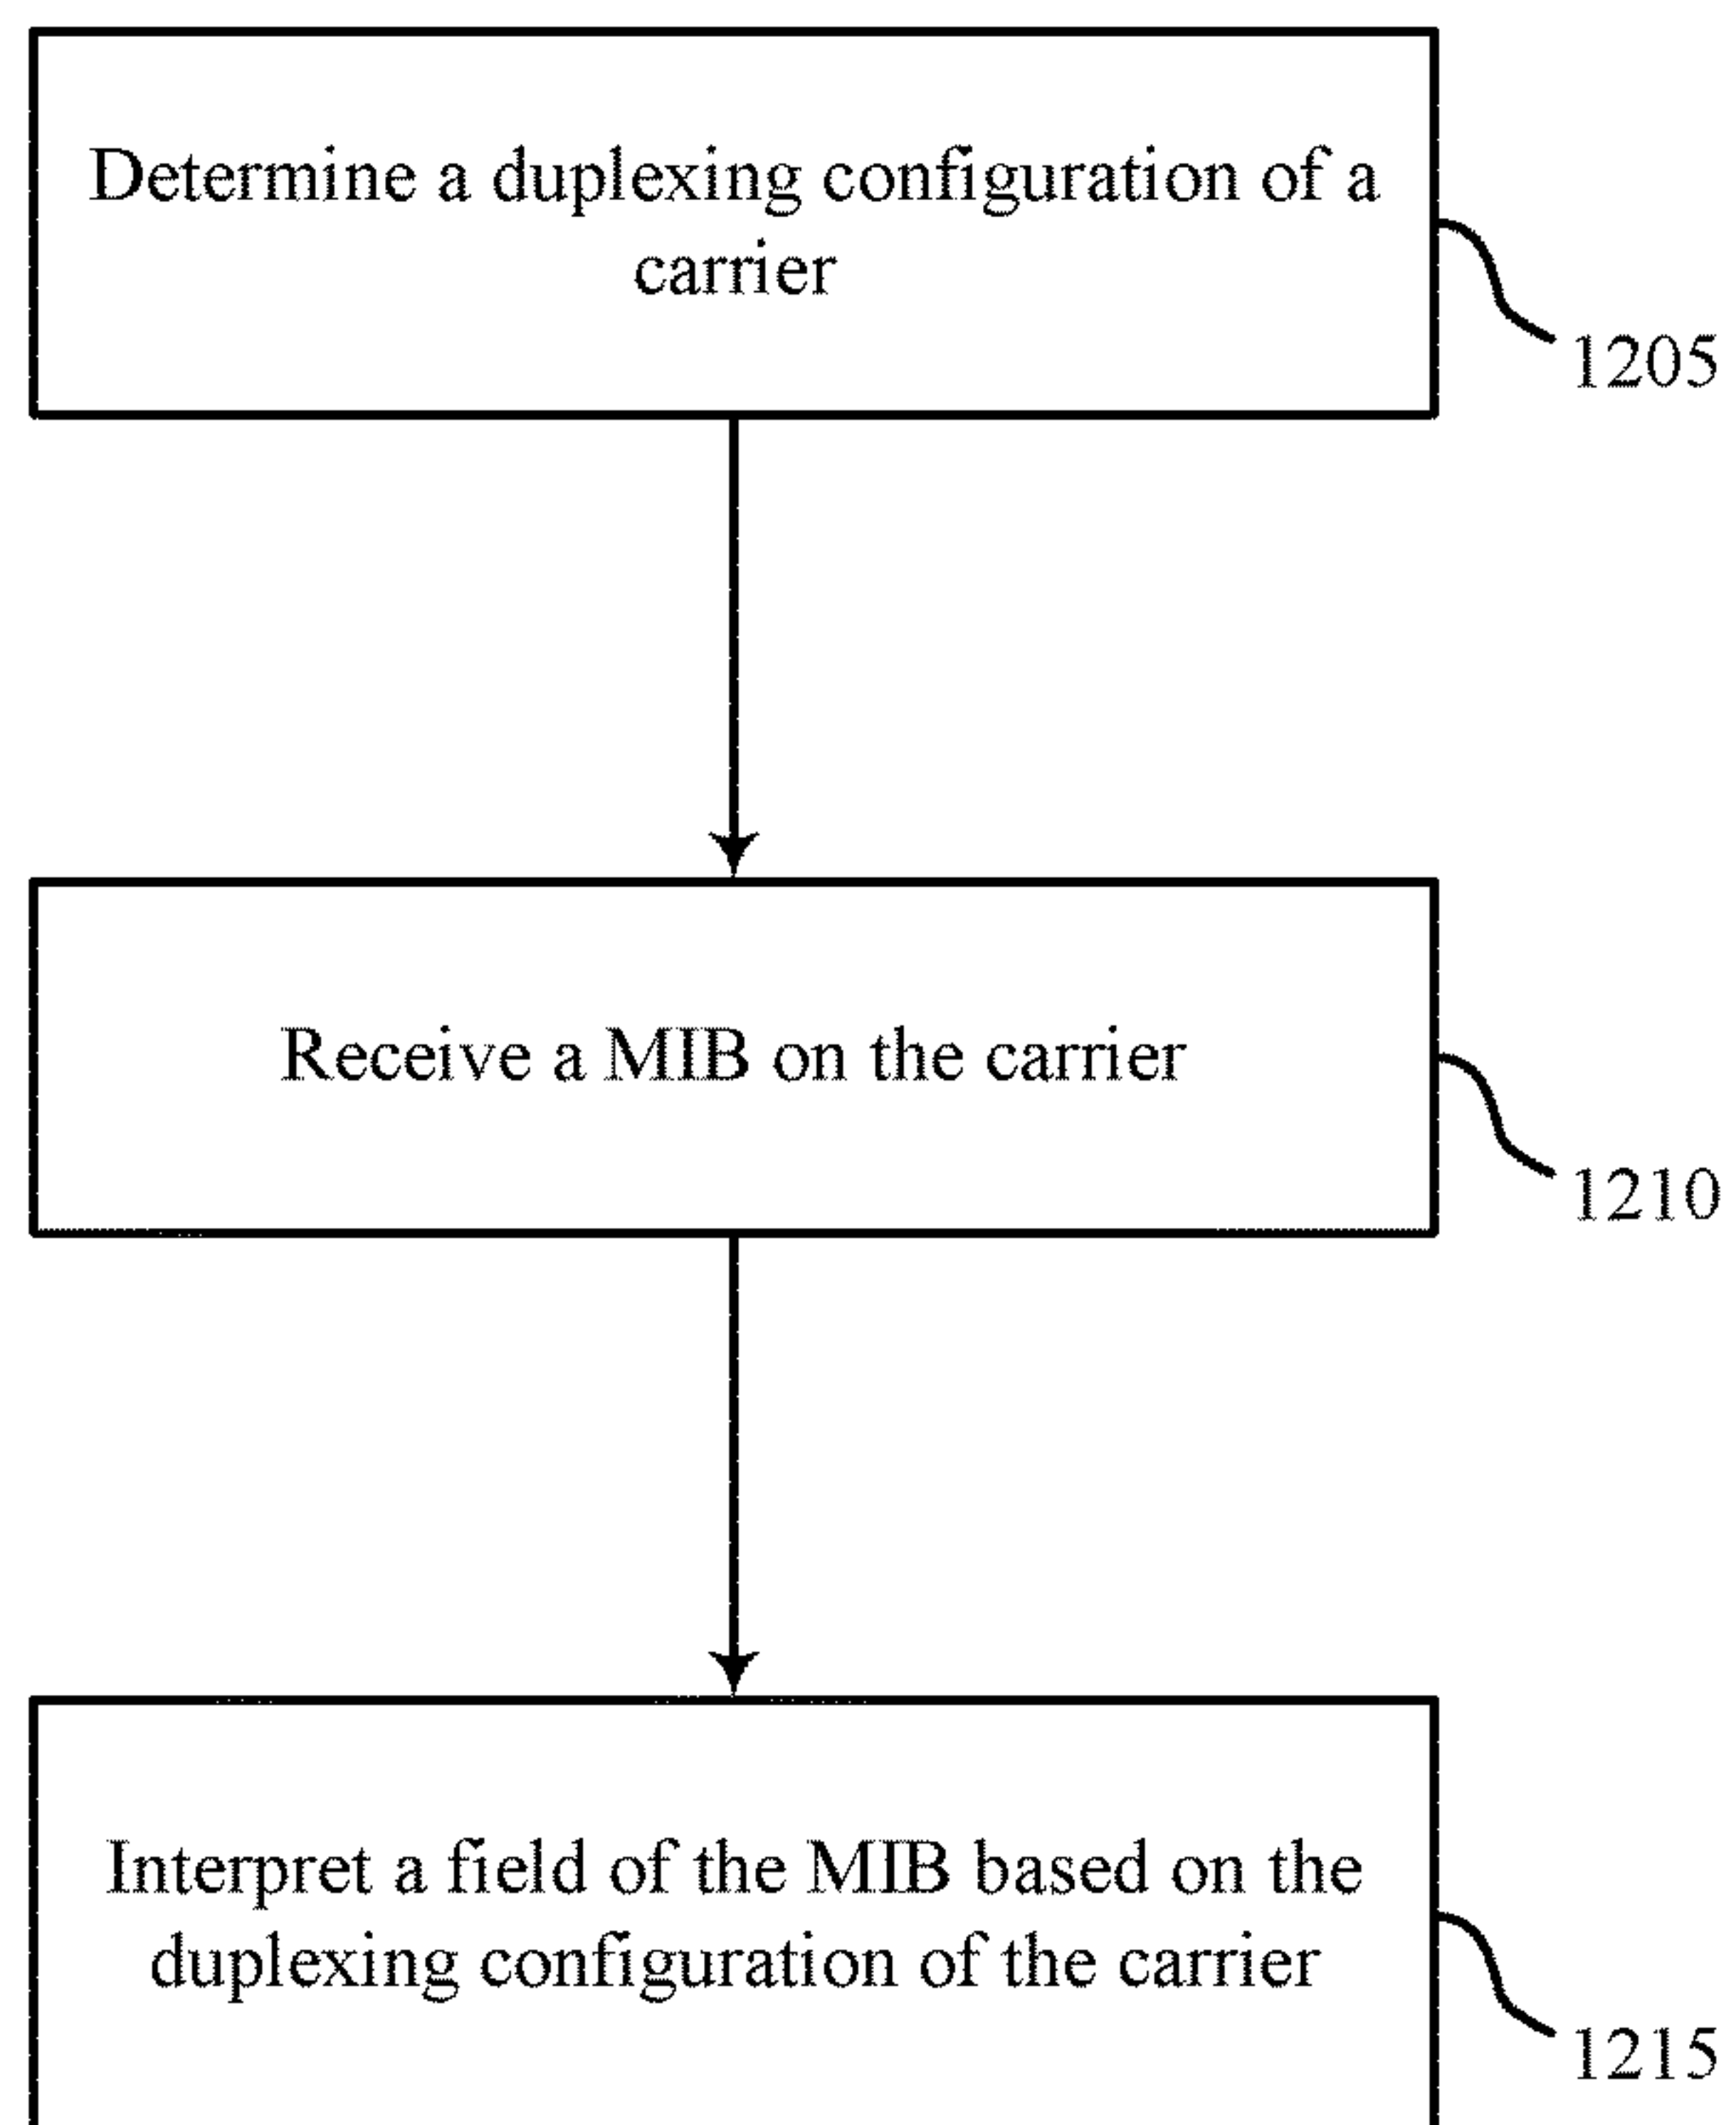 Determine a duplexing configuration of a
carrier
1205
Receive a MIB on the carrier
1210
Interpret a field of the MIB based on the
duplexing configuration of the carrier
1215